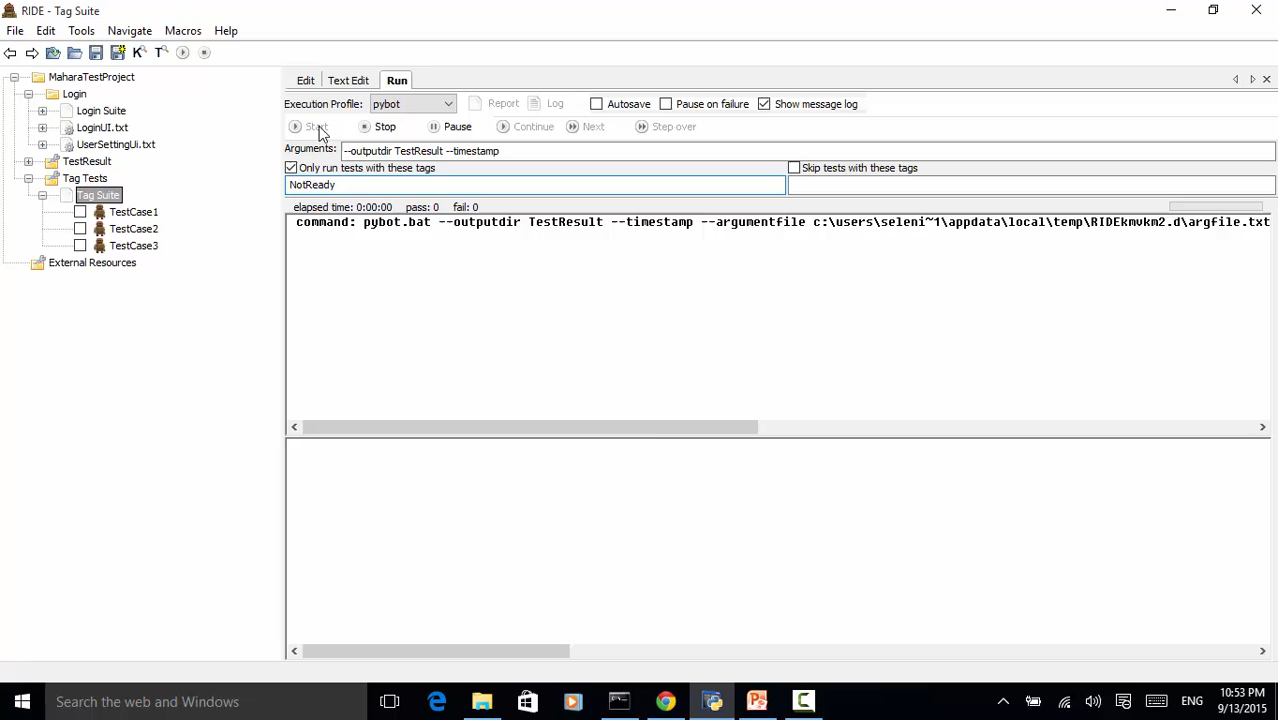 RIDE - Tag Suite
File Edit Tools Navigate Macros Help
K T
MaharaTestProject
Login
Login Suite
LoginUI.txt
UserSettingUi.txt
TestResult
Tag Tests
Tag Suite
TestCase1
TestCase2
TestCase3
External Resources
Edit Text Edit Run
Execution Profile: pybot Report Log Autosave Pause on failure Show message log
Start Stop Pause Continue Next Step over
Arguments: --outputdir TestResult --timestamp
Only run tests with these tags Skip tests with these tags
NotReady
elapsed time: 0:00:00 pass: 0 fail: 0
command: pybot.bat --outputdir TestResult --timestamp --argumentfile c:\users\seleni~1\appdata\local\temp\RIDEkmvkm2.d\argfile.txt
Search the web and Windows
ENG
10:53 PM
9/13/2015